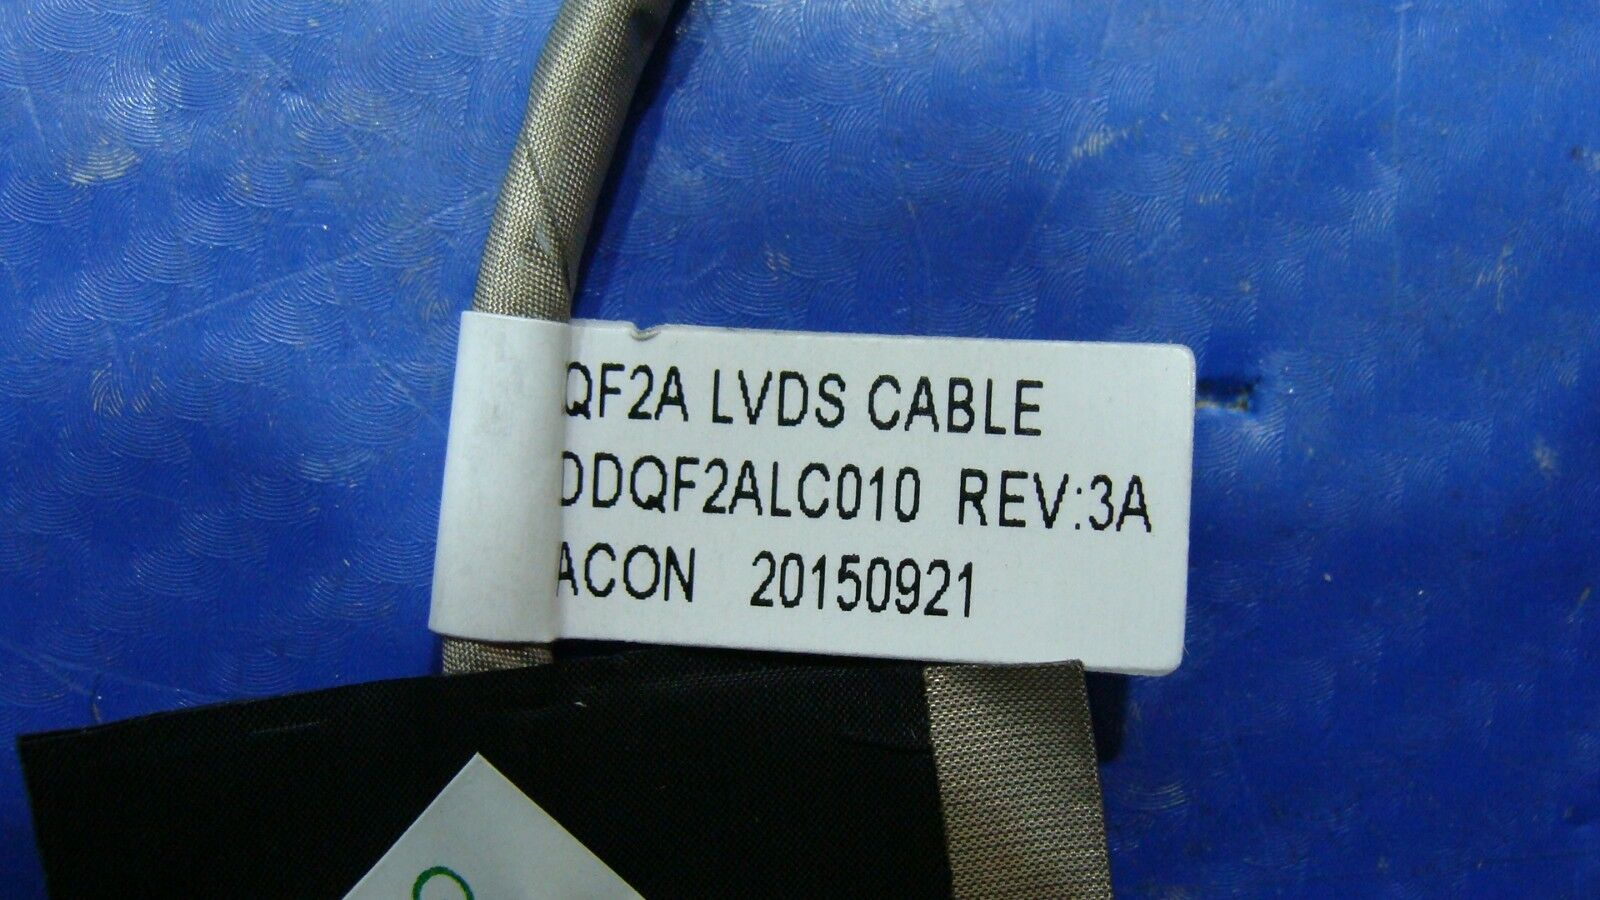 QF2A LVDS CABLE
DDQF2ALC010 REV:3A
ACON 20150921